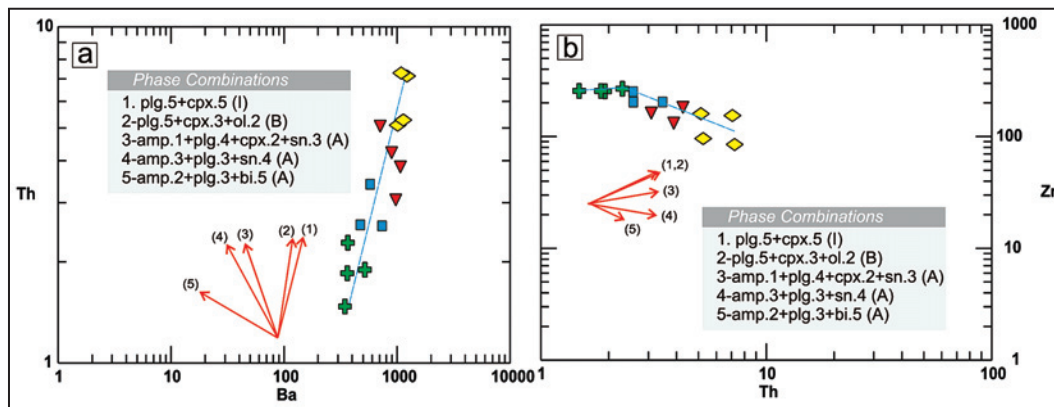 a
Phase Combinations
1. plg.5+cpx.5 (I)
2-plg.5+cpx.3+ol.2 (B)
3-amp.1+plg.4+cpx.2+sn.3 (A)
4-amp.3+plg.3+sn.4 (A)
5-amp.2+plg.3+bi.5 (A)
10
Th
1
(4) (3) (2) (1)
(5)
1 10 100 1000 10000
Ba
b
1000
100
Zr
10
1
(1,2)
(3)
(4)
(5)
Phase Combinations
1. plg.5+cpx.5 (I)
2-plg.5+cpx.3+ol.2 (B)
3-amp.1+plg.4+cpx.2+sn.3 (A)
4-amp.3+plg.3+sn.4 (A)
5-amp.2+plg.3+bi.5 (A)
1 10 100
Th